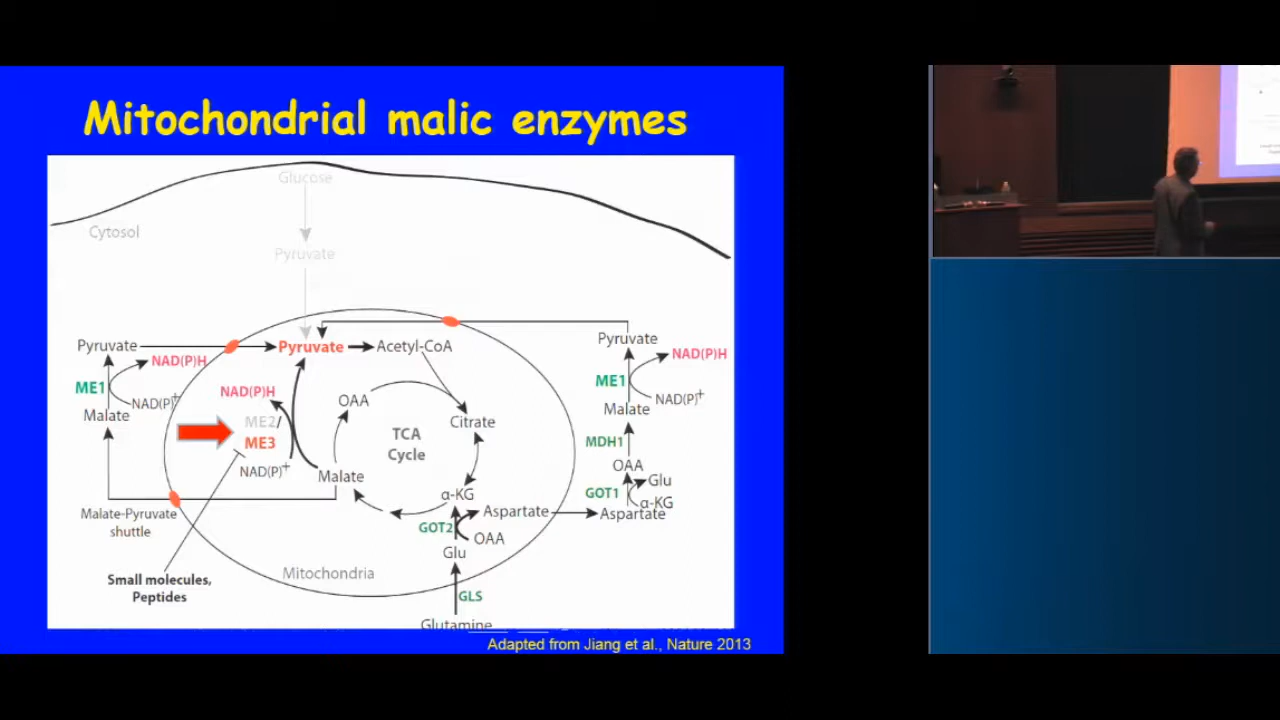 Mitochondrial malic enzymes
Glucose
Cytosol
Pyruvate
Pyruvate
NAD(P)H
ME1
NAD(P)+
Malate
Malate-Pyruvate
shuttle
Small molecules,
Peptides
Pyruvate
Acetyl-CoA
NAD(P)H
ME2/
ME3
NAD(P)+
Malate
OAA
Citrate
TCA
Cycle
α-KG
GOT2
Aspartate
OAA
Glu
GLS
Glutamine
Mitochondria
Pyruvate
NAD(P)H
ME1
NAD(P)+
Malate
MDH1
OAA
GOT1
Glu
α-KG
Aspartate
Adapted from Jiang et al., Nature 2013